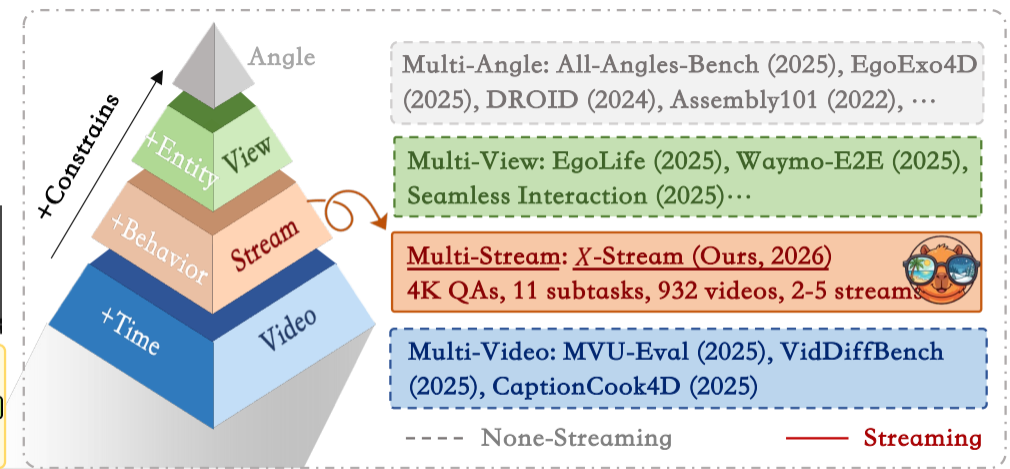 Angle
+Constrains
+Entity
View
+Behavior
Stream
+Time
Video
Multi-Angle: All-Angles-Bench (2025), EgoExo4D
(2025), DROID (2024), Assembly101 (2022), ···
Multi-View: EgoLife (2025), Waymo-E2E (2025),
Seamless Interaction (2025)···
Multi-Stream: X-Stream (Ours, 2026)
4K QAs, 11 subtasks, 932 videos, 2-5 streams
Multi-Video: MVU-Eval (2025), VidDiffBench
(2025), CaptionCook4D (2025)
None-Streaming
Streaming